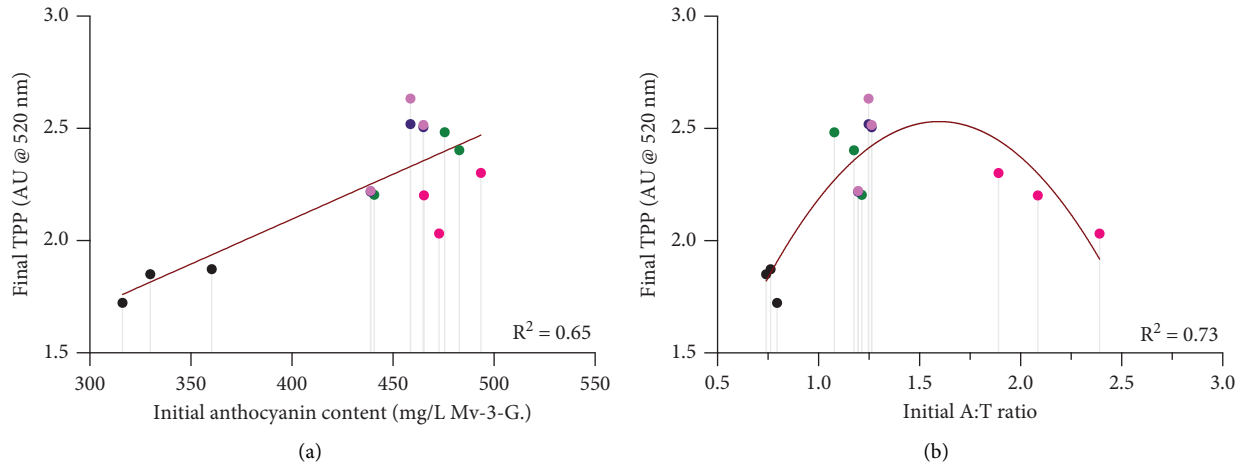 3.0
2.5
2.0
1.5
Final TPP (AU @ 520 nm)
300 350 400 450 500 550
Initial anthocyanin content (mg/L Mv-3-G.)
R² = 0.65
(a)
3.0
2.5
2.0
1.5
Final TPP (AU @ 520 nm)
0.5 1.0 1.5 2.0 2.5 3.0
Initial A:T ratio
R² = 0.73
(b)